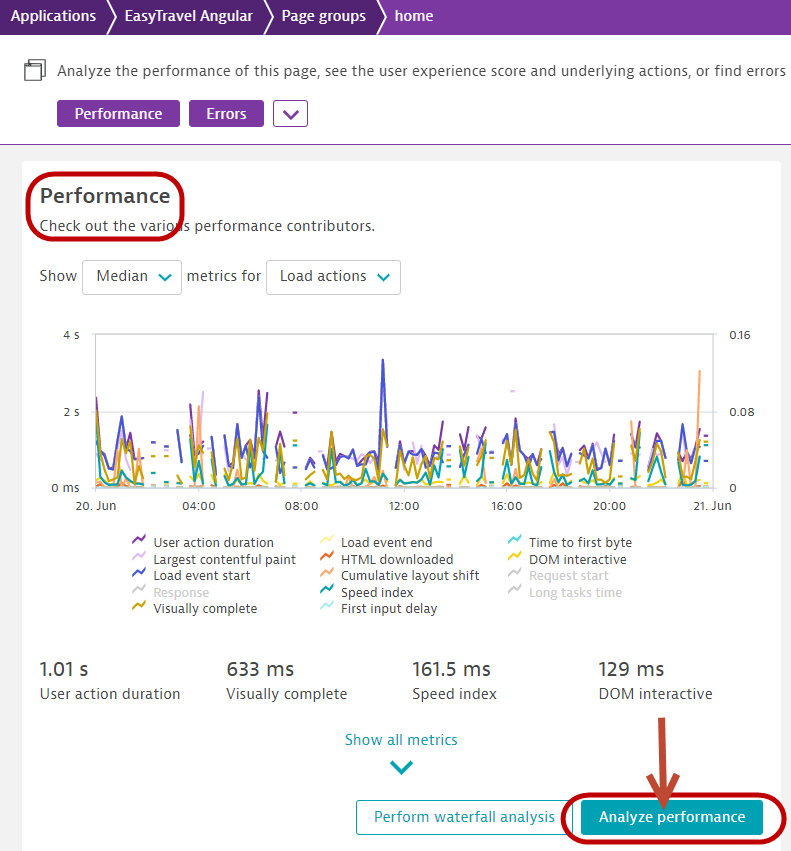 Applications EasyTravel Angular Page groups home
Analyze the performance of this page, see the user experience score and underlying actions, or find errors
Performance Errors
Performance
Check out the various performance contributors.
Show Median metrics for Load actions
4 s 0.16
2 s 0.08
0 ms 0
20. Jun 04:00 08:00 12:00 16:00 20:00 21. Jun
User action duration Load event end Time to first byte
Largest contentful paint HTML downloaded DOM interactive
Load event start Cumulative layout shift Request start
Response Speed index Long tasks time
Visually complete First input delay
1.01 s 633 ms 161.5 ms 129 ms
User action duration Visually complete Speed index DOM interactive
Show all metrics
Perform waterfall analysis Analyze performance